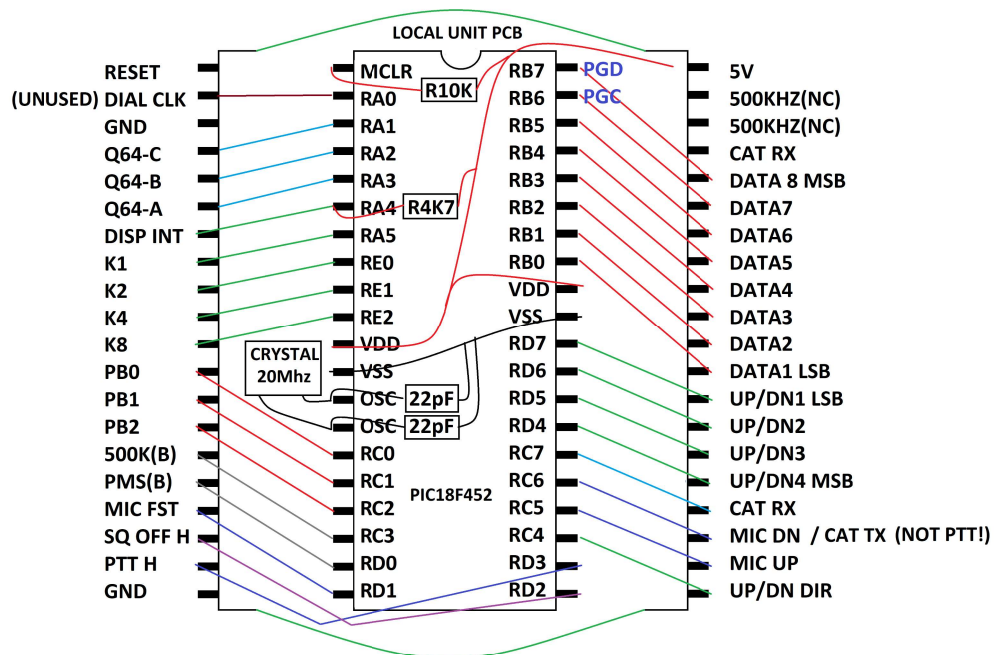 LOCAL UNIT PCB
RESET
(UNUSED) DIAL CLK
GND
Q64-C
Q64-B
Q64-A
DISP INT
K1
K2
K4
K8
PB0
PB1
PB2
500K(B)
PMS(B)
MIC FST
SQ OFF H
PTT H
GND
MCLR
RA0
RA1
RA2
RA3
RA4
RA5
RE0
RE1
RE2
VDD
VSS
OSC
OSC
RC0
RC1
RC2
RC3
RD0
RD1
R10K
R4K7
CRYSTAL
20Mhz
22pF
22pF
PIC18F452
RB7
RB6
RB5
RB4
RB3
RB2
RB1
RB0
VDD
VSS
RD7
RD6
RD5
RD4
RC7
RC6
RC5
RC4
RD3
RD2
PGD
PGC
5V
500KHZ(NC)
500KHZ(NC)
CAT RX
DATA 8 MSB
DATA7
DATA6
DATA5
DATA4
DATA3
DATA2
DATA1 LSB
UP/DN1 LSB
UP/DN2
UP/DN3
UP/DN4 MSB
CAT RX
MIC DN / CAT TX (NOT PTT!)
MIC UP
UP/DN DIR